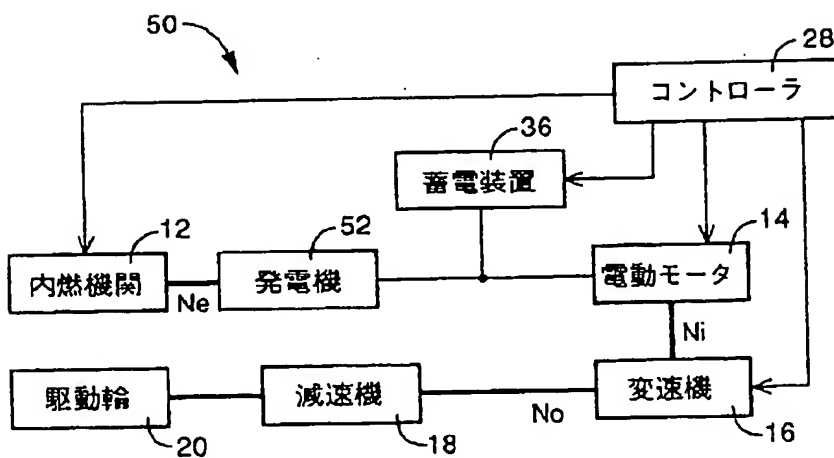 50
28
コントローラ
36
蓄電装置
12
52
14
内燃機関
Ne
発電機
電動モータ
Ni
駆動輪
減速機
No
変速機
20
18
16